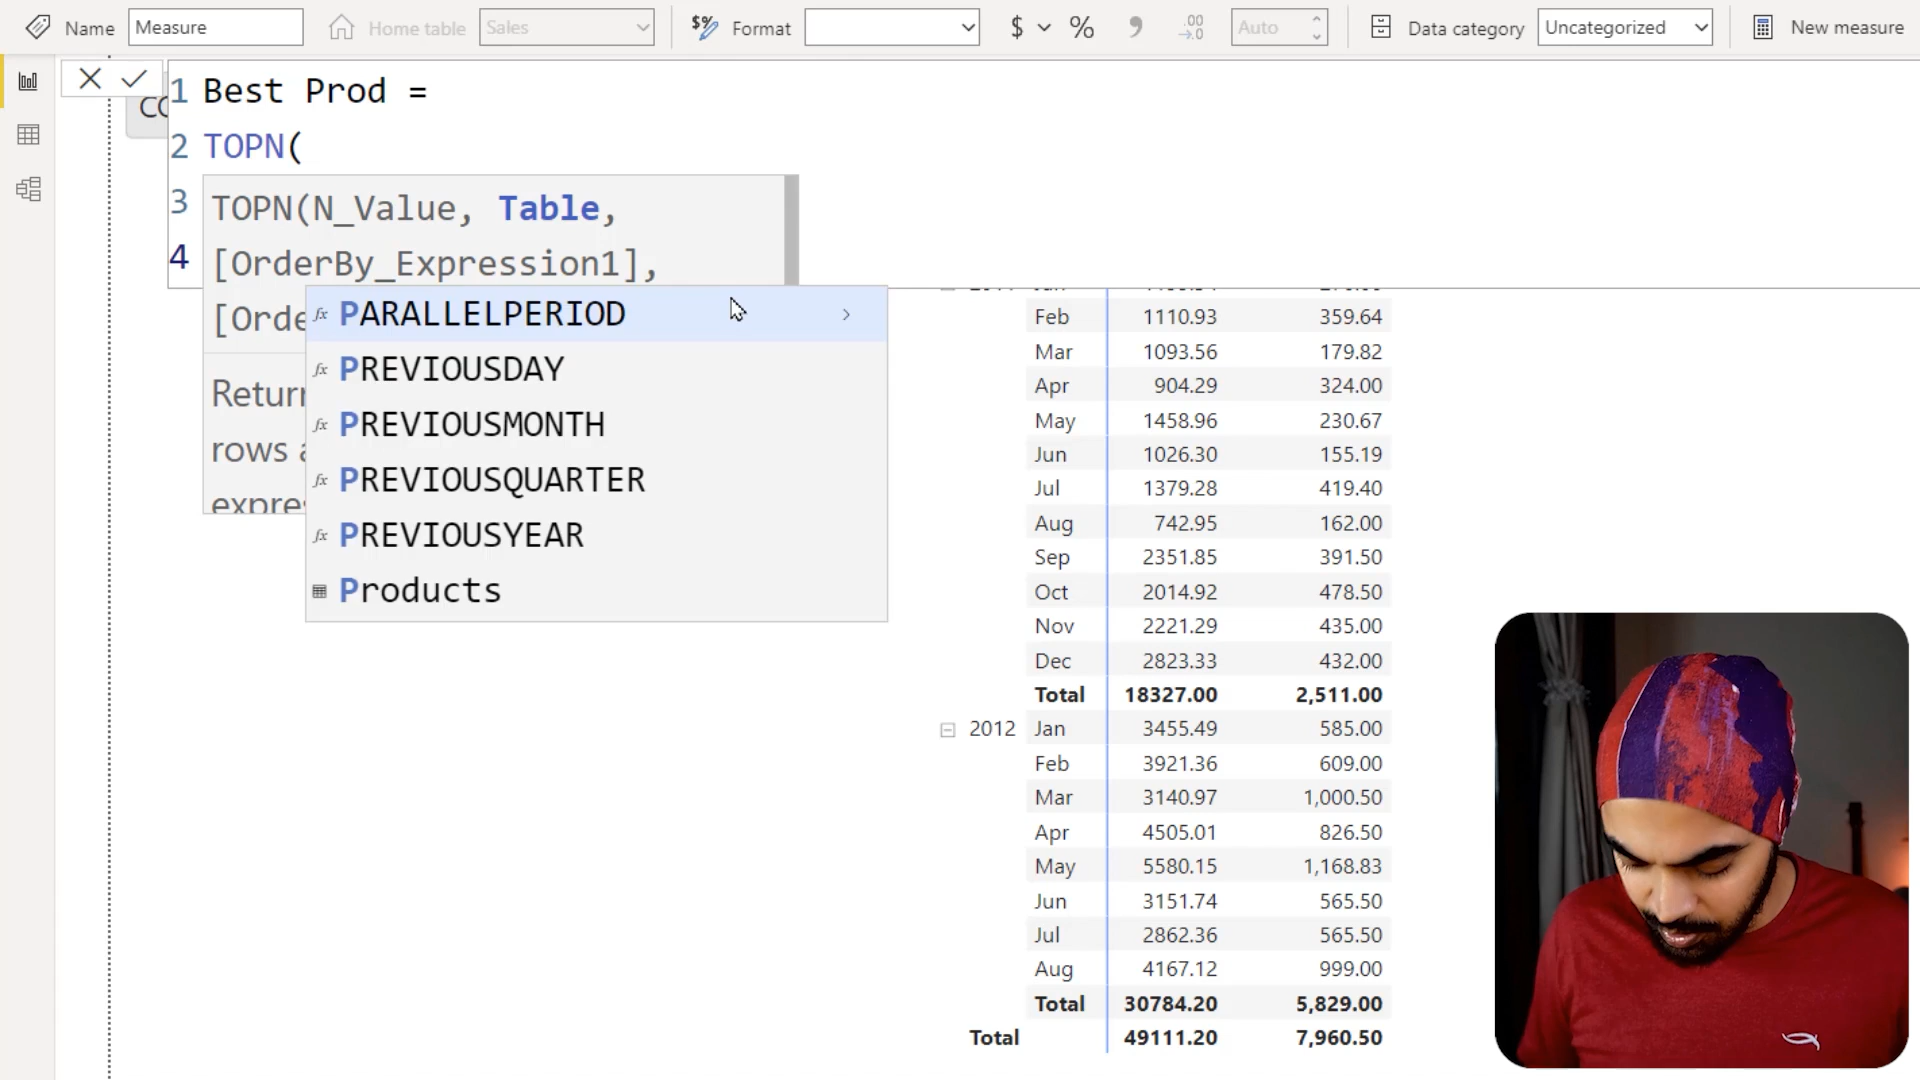 Name Measure Home table Sales Format $ % Auto Data category Uncategorized New measure
1 Best Prod =
2 TOPN(
3 TOPN(N_Value, Table,
4 [OrderBy_Expression1],
[Orde
Return
rows
expre
PARALLELPERIOD
PREVIOUSDAY
PREVIOUSMONTH
PREVIOUSQUARTER
PREVIOUSYEAR
Products
Feb 1110.93 359.64
Mar 1093.56 179.82
Apr 904.29 324.00
May 1458.96 230.67
Jun 1026.30 155.19
Jul 1379.28 419.40
Aug 742.95 162.00
Sep 2351.85 391.50
Oct 2014.92 478.50
Nov 2221.29 435.00
Dec 2823.33 432.00
Total 18327.00 2,511.00
2012 Jan 3455.49 585.00
Feb 3921.36 609.00
Mar 3140.97 1,000.50
Apr 4505.01 826.50
May 5580.15 1,168.83
Jun 3151.74 565.50
Jul 2862.36 565.50
Aug 4167.12 999.00
Total 30784.20 5,829.00
Total 49111.20 7,960.50